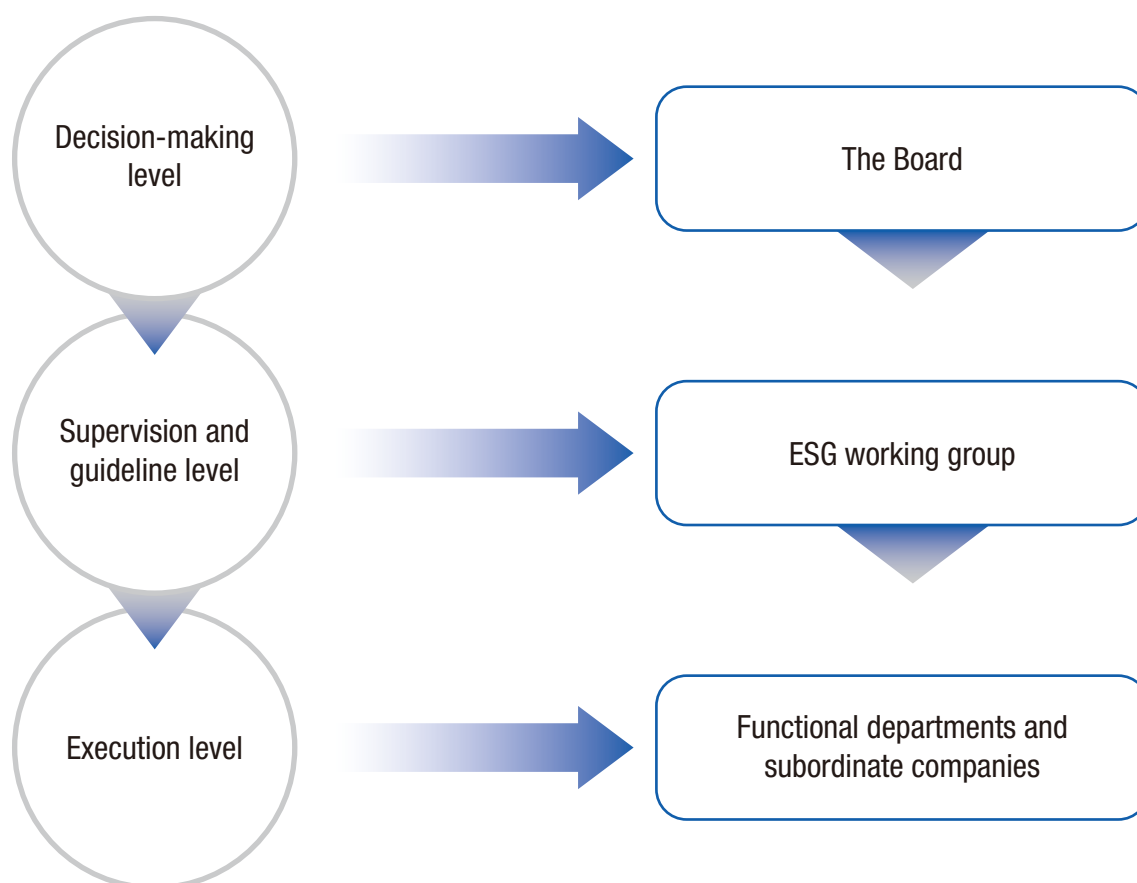 Decision-making
level
The Board
Supervision and
guideline level
ESG working group
Execution level
Functional departments and
subordinate companies